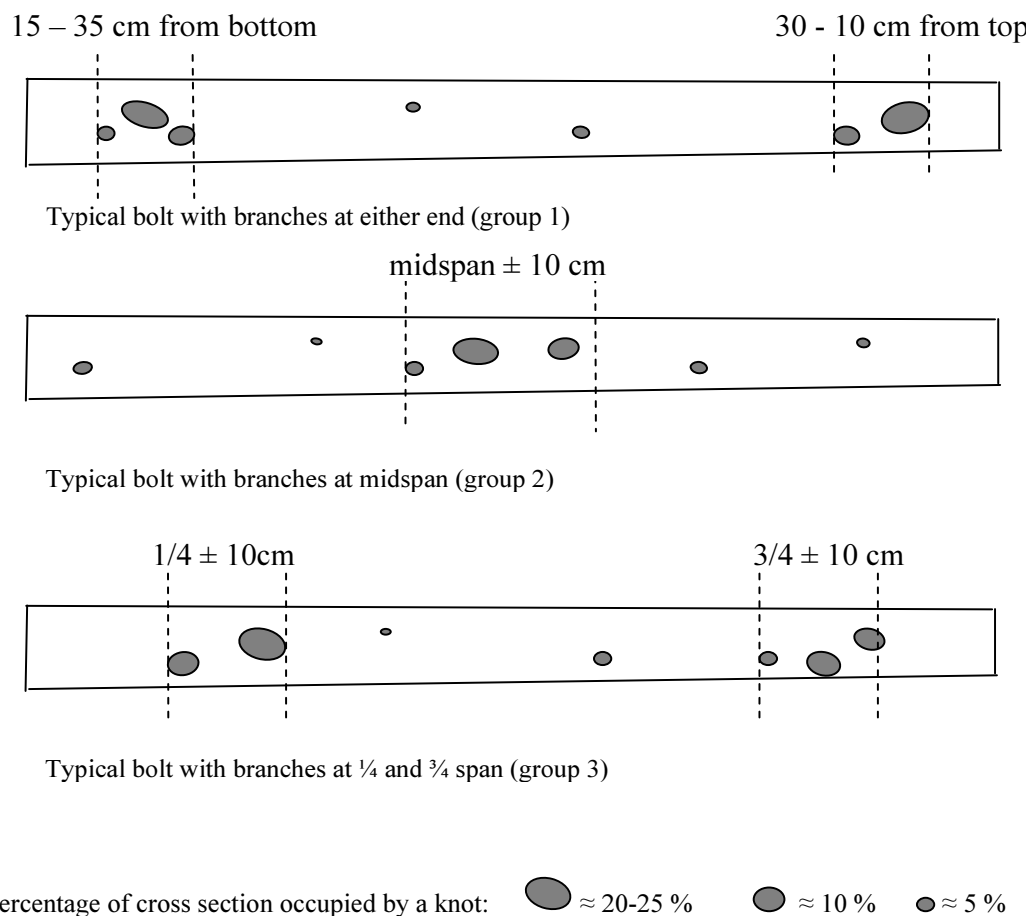 15 – 35 cm from bottom 30 - 10 cm from top
Typical bolt with branches at either end (group 1)
midspan ± 10 cm
Typical bolt with branches at midspan (group 2)
1/4 ± 10cm 3/4 ± 10 cm
Typical bolt with branches at ¼ and ¾ span (group 3)
ercentage of cross section occupied by a knot: ≈ 20-25 % ≈ 10 % ≈ 5 %